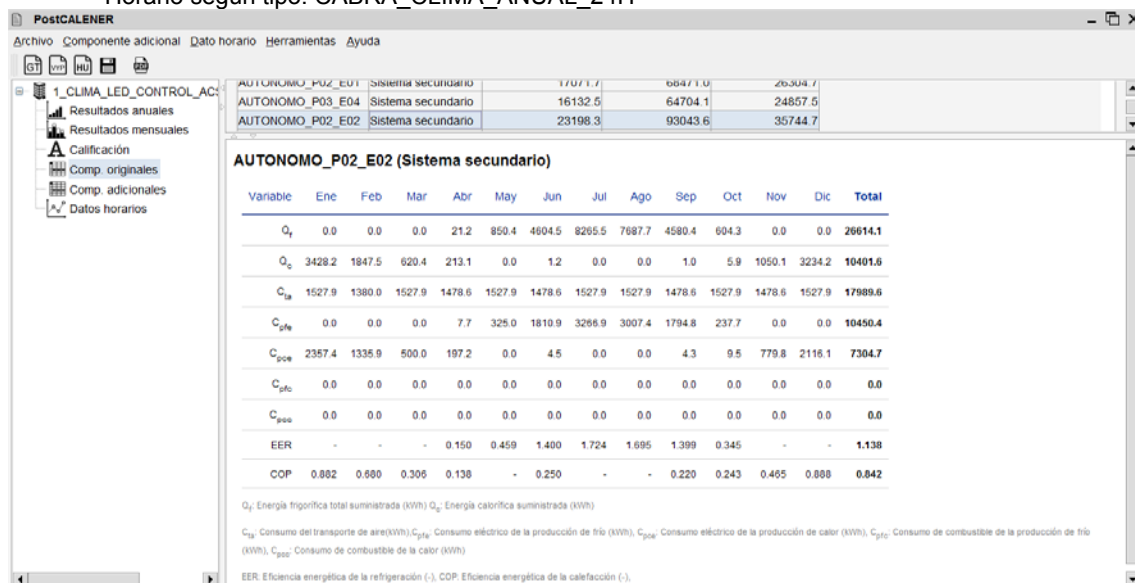 Horario según tipo: CABRA_CLIMA_ANUAL_24H
PostCALENER
Archivo Componente adicional Dato horario Herramientas Ayuda
GT VYP HU
1_CLIMA_LED_CONTROL_ACS
Resultados anuales
Resultados mensuales
Calificación
Comp. originales
Comp. adicionales
Datos horarios
AUTONOMO_P02_E01 Sistema secundario 17071.7 68471.0 26304.7
AUTONOMO_P03_E04 Sistema secundario 16132.5 64704.1 24857.5
AUTONOMO_P02_E02 Sistema secundario 23198.3 93043.6 35744.7
AUTONOMO_P02_E02 (Sistema secundario)
Variable Ene Feb Mar Abr May Jun Jul Ago Sep Oct Nov Dic Total
Qf 0.0 0.0 0.0 21.2 850.4 4604.5 8265.5 7687.7 4580.4 604.3 0.0 0.0 26614.1
Qc 3428.2 1847.5 620.4 213.1 0.0 1.2 0.0 0.0 1.0 5.9 1050.1 3234.2 10401.6
Cta 1527.9 1380.0 1527.9 1478.6 1527.9 1478.6 1527.9 1527.9 1478.6 1527.9 1478.6 1527.9 17989.6
Cpfe 0.0 0.0 0.0 7.7 325.0 1810.9 3266.9 3007.4 1794.8 237.7 0.0 0.0 10450.4
Cpce 2357.4 1335.9 500.0 197.2 0.0 4.5 0.0 0.0 4.3 9.5 779.8 2116.1 7304.7
Cpfc 0.0 0.0 0.0 0.0 0.0 0.0 0.0 0.0 0.0 0.0 0.0 0.0 0.0
Cpcc 0.0 0.0 0.0 0.0 0.0 0.0 0.0 0.0 0.0 0.0 0.0 0.0 0.0
EER - - - 0.150 0.459 1.400 1.724 1.695 1.399 0.345 - - 1.138
COP 0.882 0.680 0.306 0.138 - 0.250 - - 0.220 0.243 0.465 0.888 0.842
Qf: Energía frigorífica total suministrada (kWh) Qc: Energía calorífica suministrada (kWh)
Cta: Consumo del transporte de aire(kWh),Cpfe: Consumo eléctrico de la producción de frío (kWh), Cpce: Consumo eléctrico de la producción de calor (kWh), Cpfc: Consumo de combustible de la producción de frío
(kWh), Cpcc: Consumo de combustible de la calor (kWh)
EER: Eficiencia energética de la refrigeración (-), COP: Eficiencia energética de la calefacción (-),